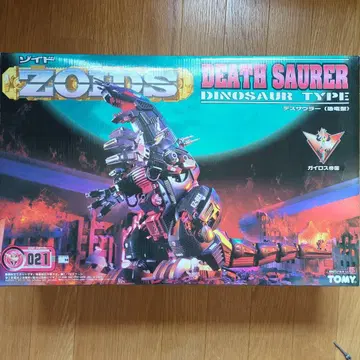 ゾイド
ZOIDS
DEATH SAURER
DINOSAUR TYPE
デスザウラー(恐竜型)
ガイロス帝国
021
TOMY